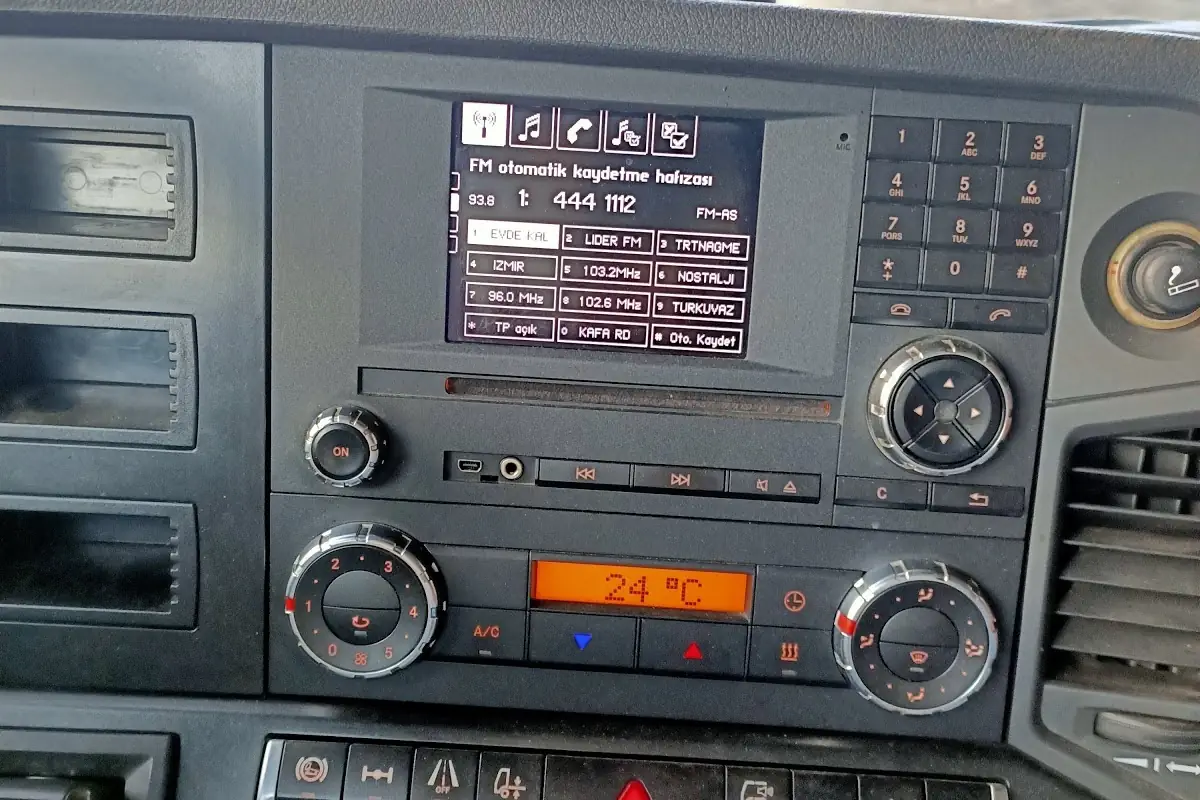 FM otomatik kaydetme hafızası
93.8 1: 444 1112 FM-AS
1 EVDE KAL 2 LIDER FM 3 TRTNAGME
4 IZMIR 5 103.2MHz 6 NOSTALJI
7 96.0 MHz 8 102.6 MHz 9 TURKUVAZ
* TP açık 0 KAFA RD # Oto. Kaydet
MIC
1 2 ABC 3 DEF
4 GHI 5 JKL 6 MNO
7 PQRS 8 TUV 9 WXYZ
* + 0 #
ON
C
24 °C
A/C
0 1 2 3 4 5
OFF